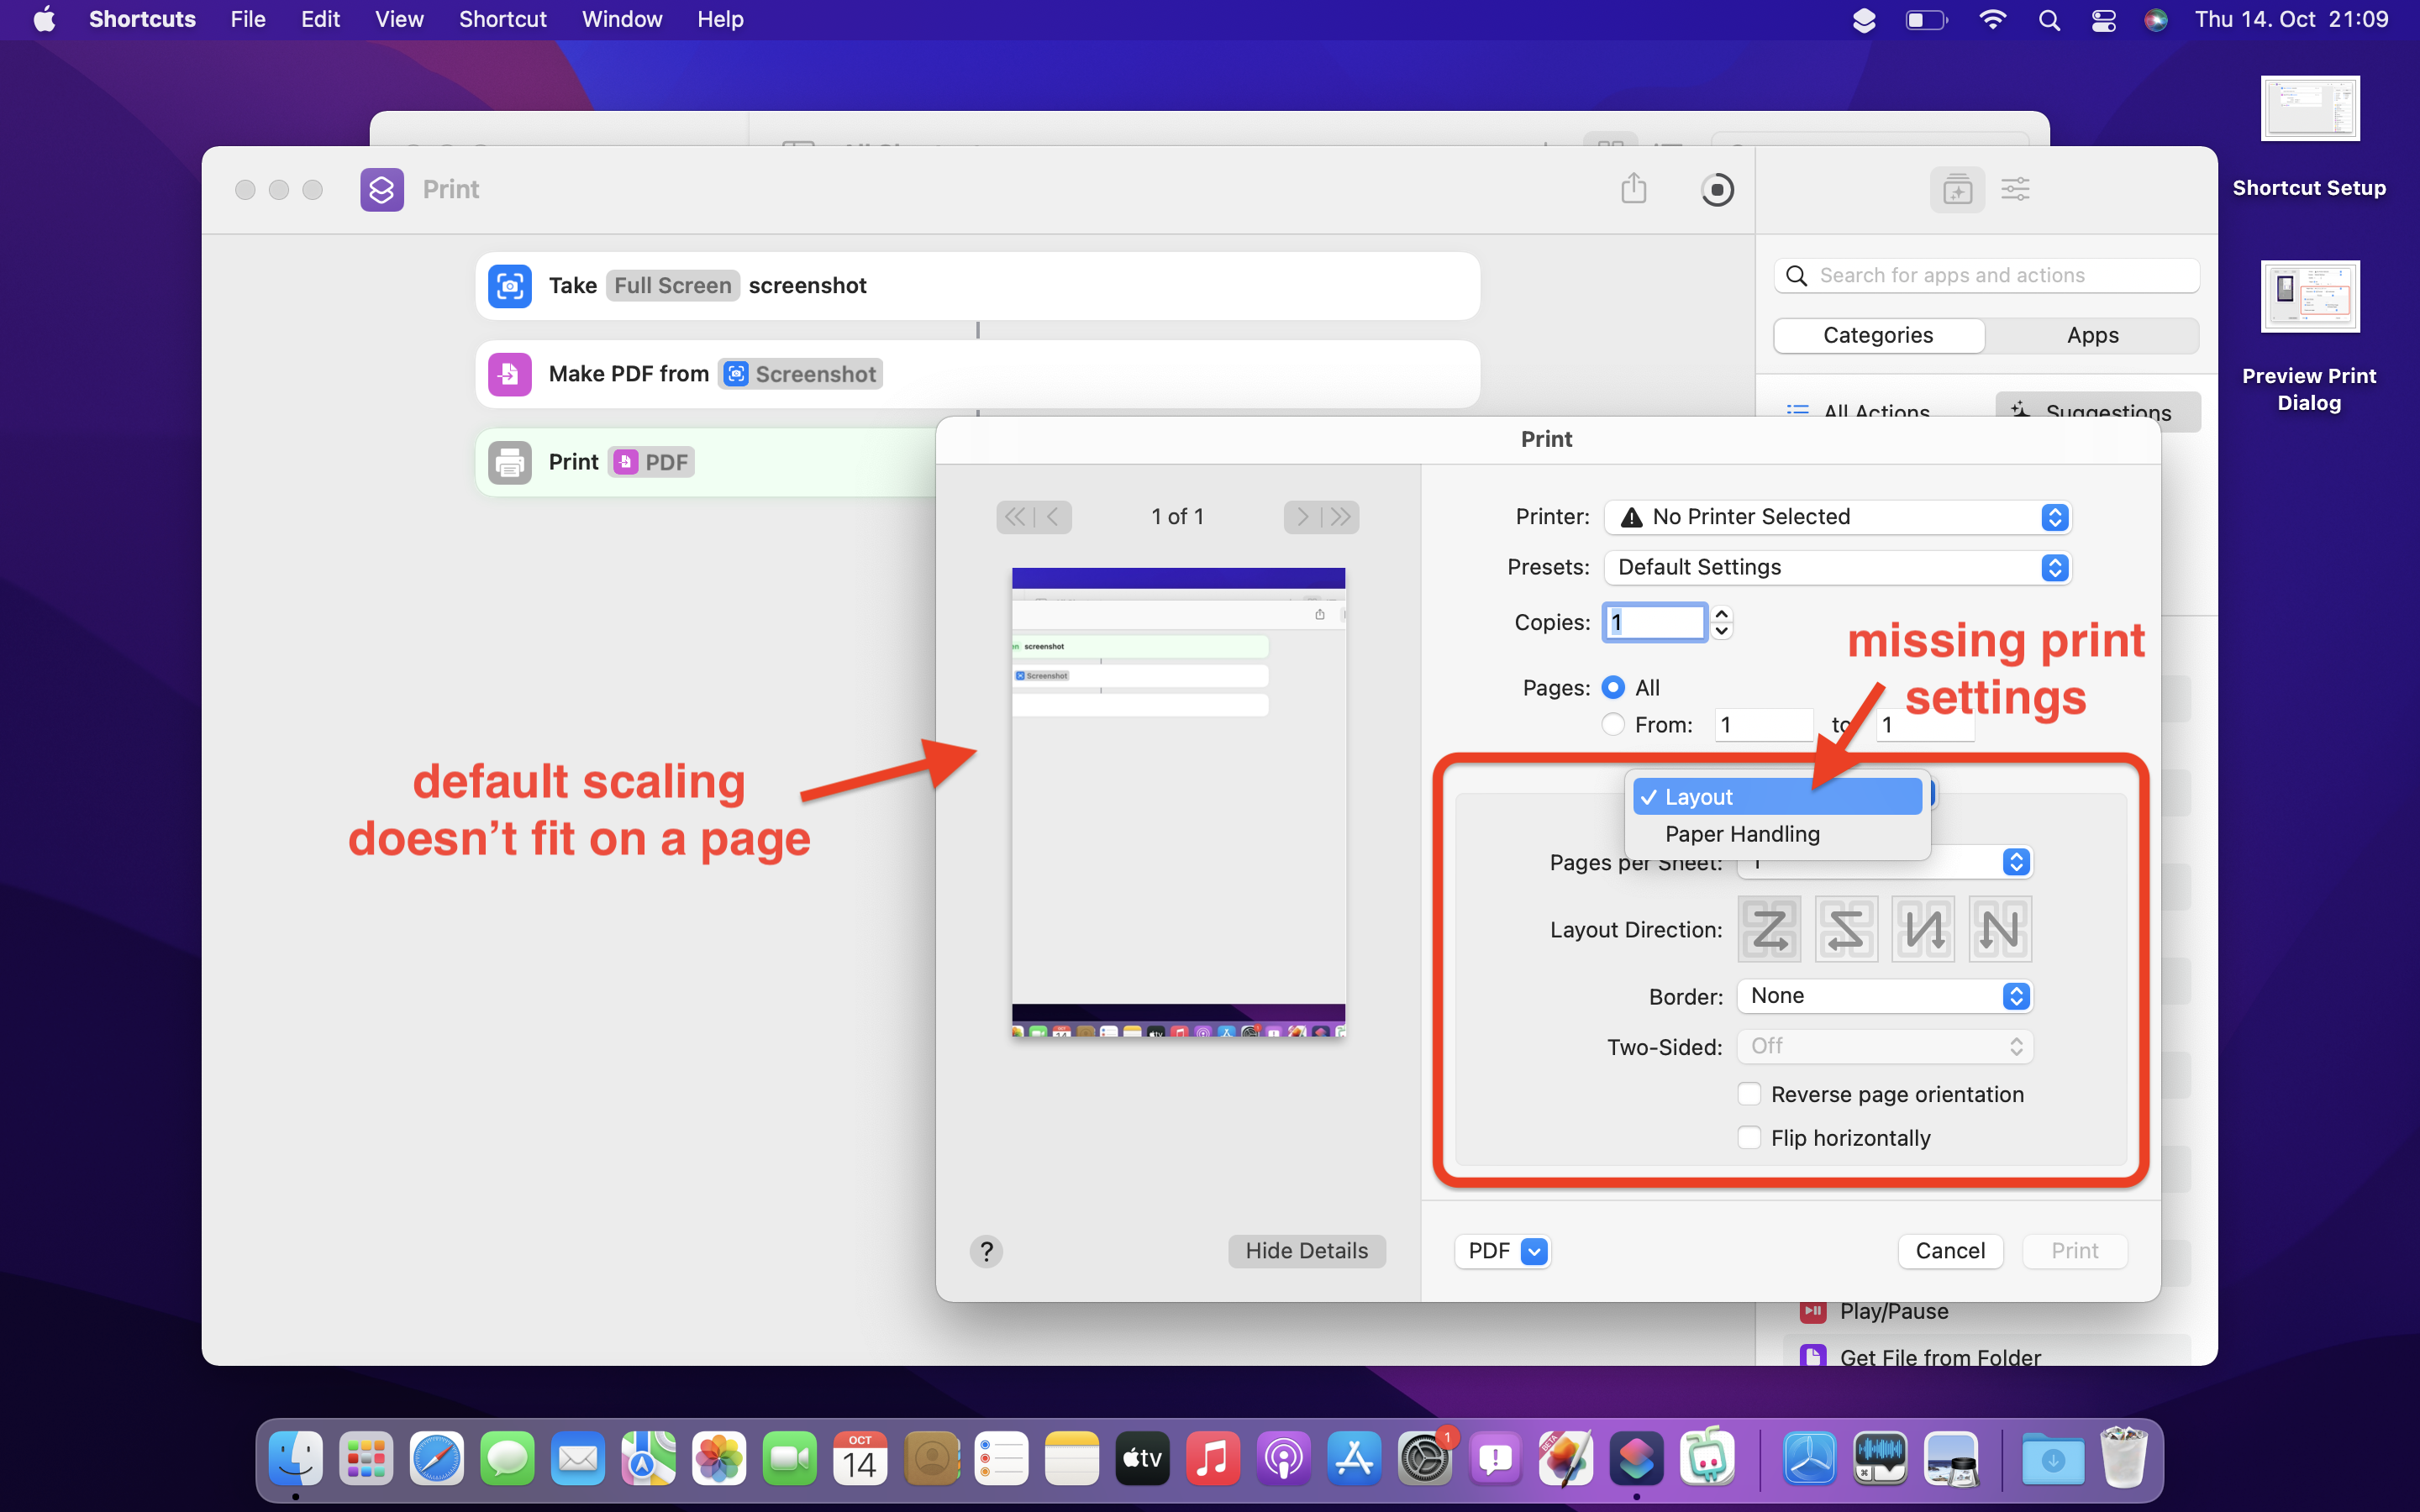 Shortcuts File Edit View Shortcut Window Help
Thu 14. Oct 21:09
Shortcut Setup
Preview Print
Dialog
Print
Take Full Screen screenshot
Make PDF from Screenshot
Print PDF
Search for apps and actions
Categories Apps
All Actions Suggestions
Print
1 of 1
screenshot
Screenshot
Printer: No Printer Selected
Presets: Default Settings
Copies: 1
Pages: All
From: 1 to 1
missing print
settings
default scaling
doesn't fit on a page
Layout
Paper Handling
Pages per Sheet: 1
Layout Direction:
Border: None
Two-Sided: Off
Reverse page orientation
Flip horizontally
? Hide Details PDF Cancel Print
Play/Pause
Get File from Folder
OCT
14
tv
1
BETA